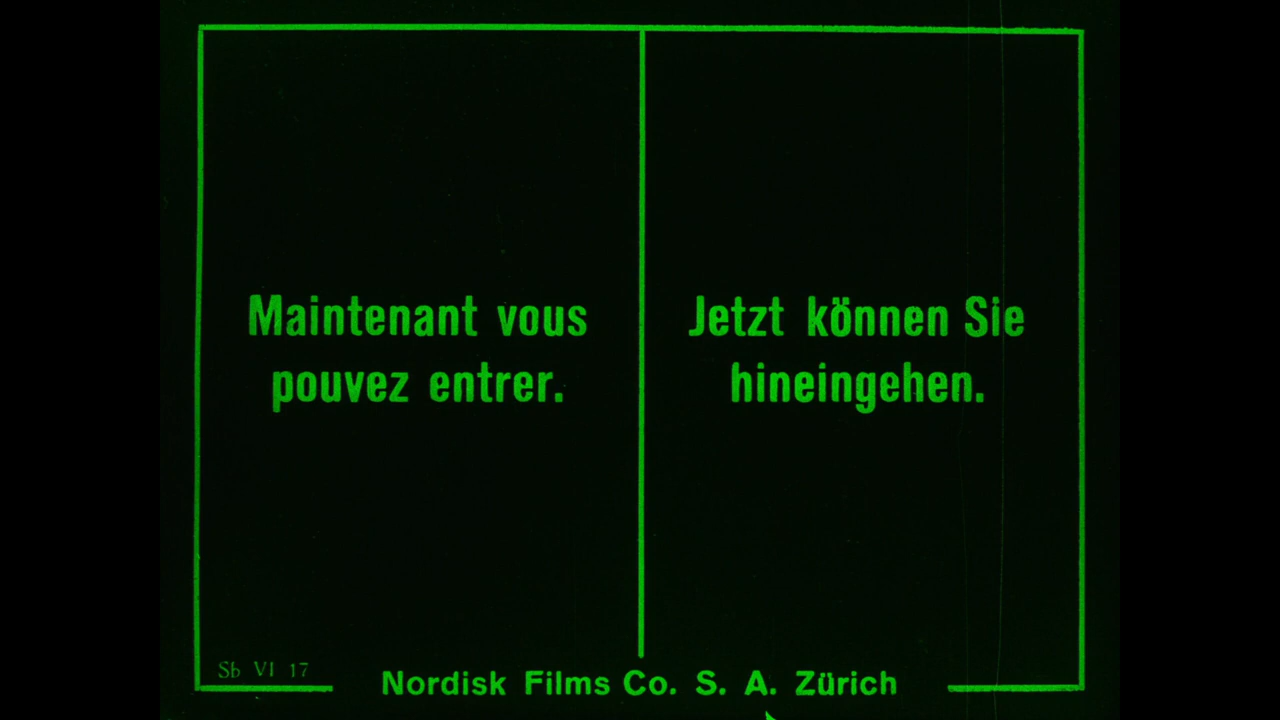 Maintenant vous
pouvez entrer.
Jetzt können Sie
hineingehen.
Sb VI 17
Nordisk Films Co. S. A. Zürich